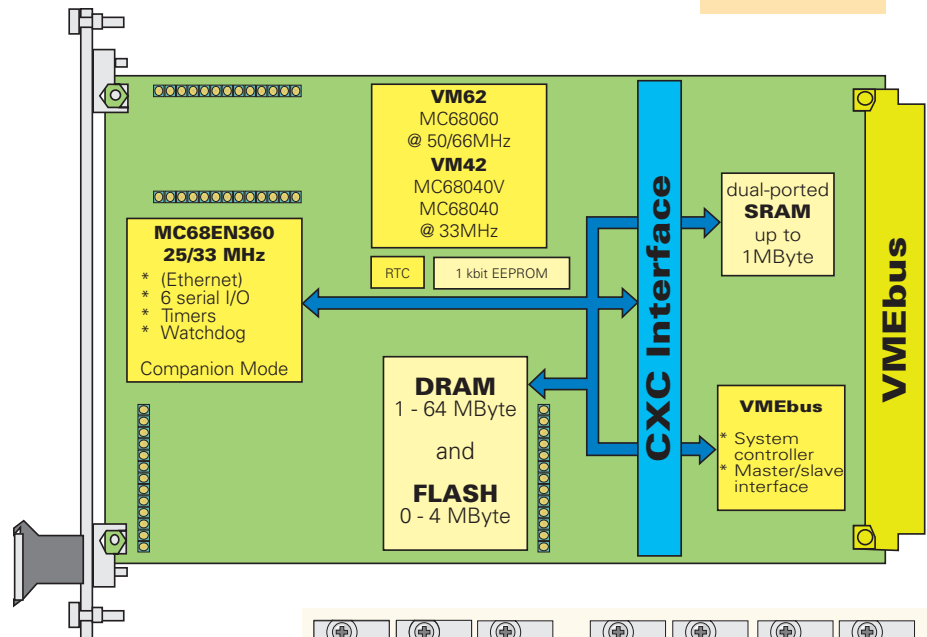 VM62
MC68060
@ 50/66MHz
VM42
MC68040V
MC68040
@ 33MHz
MC68EN360
25/33 MHz
* (Ethernet)
* 6 serial I/O
* Timers
* Watchdog
Companion Mode
RTC
1 kbit EEPROM
DRAM
1 - 64 MByte
and
FLASH
0 - 4 MByte
CXC Interface
dual-ported
SRAM
up to
1MByte
VMEbus
* System
controller
* Master/slave
interface
VMEbus